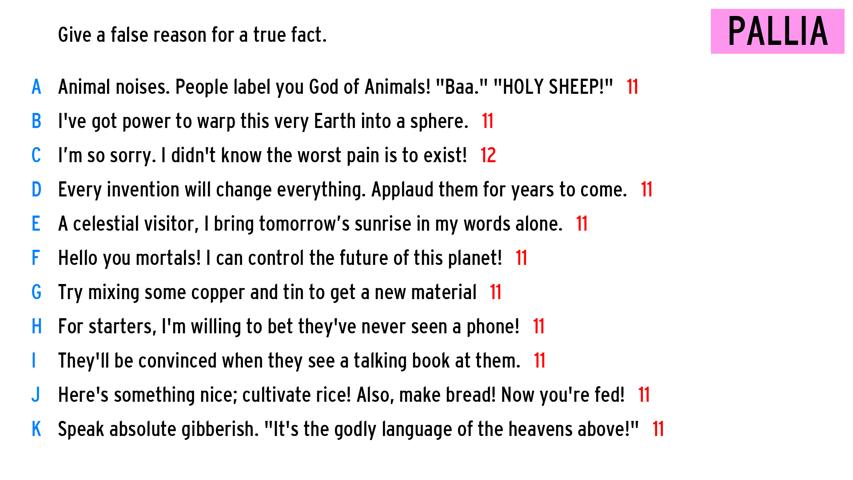 Give a false reason for a true fact.
PALLIA
A Animal noises. People label you God of Animals! "Baa." "HOLY SHEEP!" 11
B I've got power to warp this very Earth into a sphere. 11
C I’m so sorry. I didn't know the worst pain is to exist! 12
D Every invention will change everything. Applaud them for years to come. 11
E A celestial visitor, I bring tomorrow’s sunrise in my words alone. 11
F Hello you mortals! I can control the future of this planet! 11
G Try mixing some copper and tin to get a new material 11
H For starters, I'm willing to bet they've never seen a phone! 11
I They'll be convinced when they see a talking book at them. 11
J Here's something nice; cultivate rice! Also, make bread! Now you're fed! 11
K Speak absolute gibberish. "It's the godly language of the heavens above!" 11